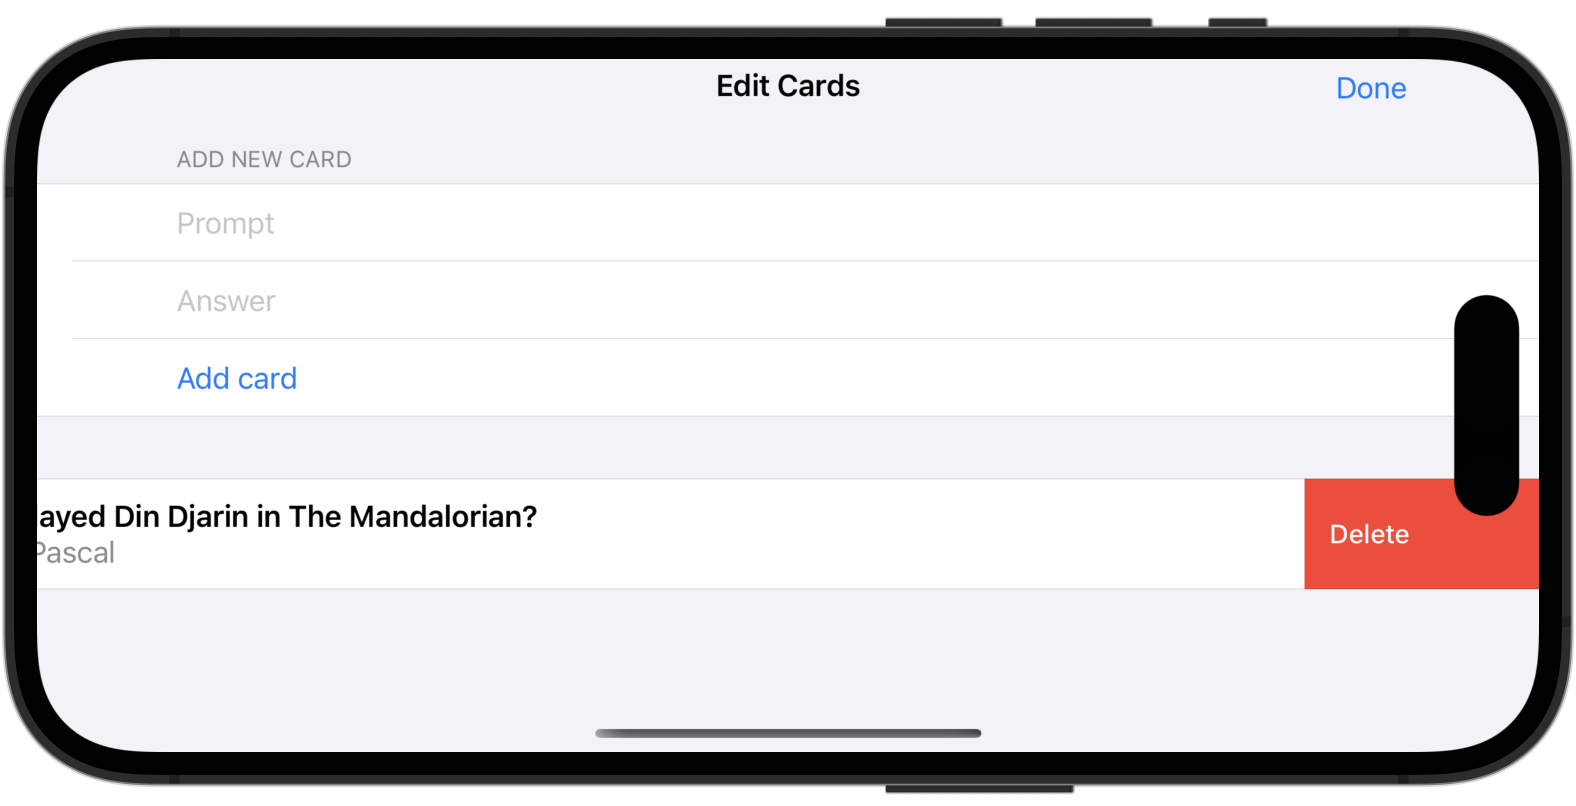 Edit Cards
Done
ADD NEW CARD
Prompt
Answer
Add card
ayed Din Djarin in The Mandalorian?
Pascal
Delete